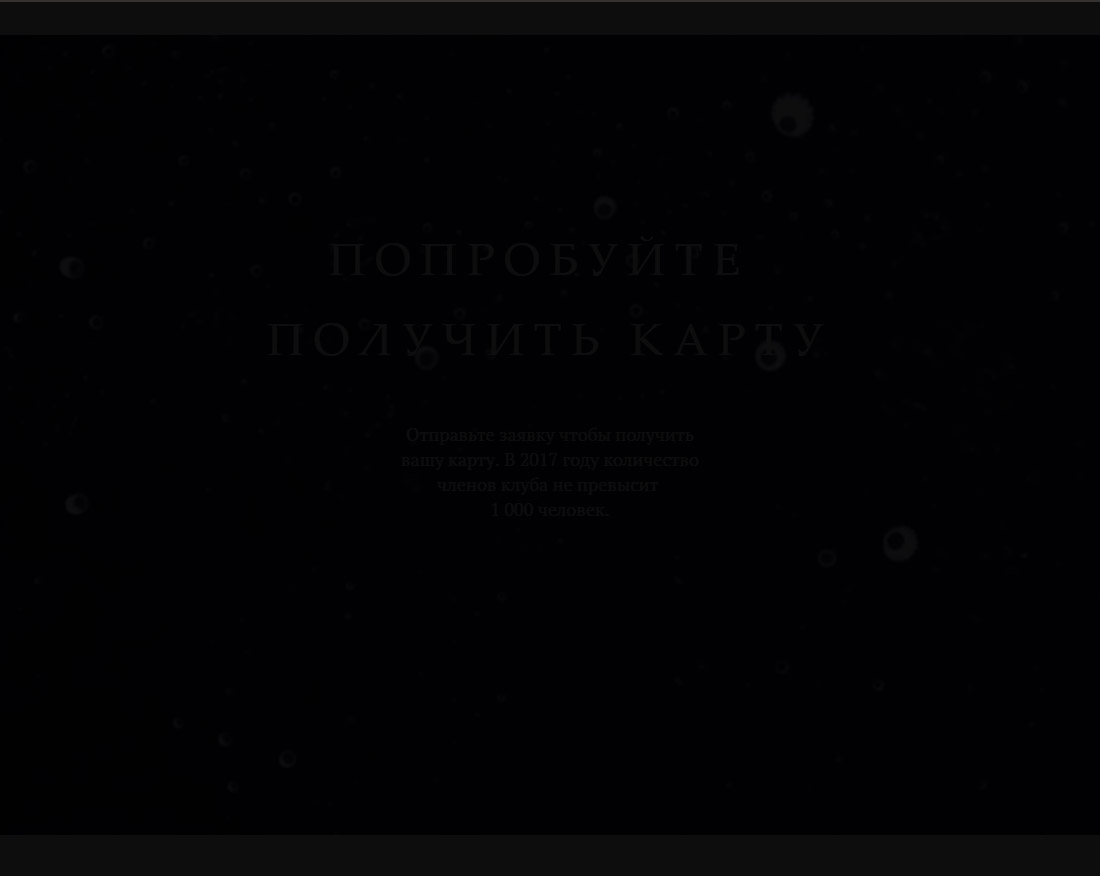 ПОПРОБУЙТЕ
ПОЛУЧИТЬ КАРТУ
Отправьте заявку чтобы получить
вашу карту. В 2017 году количество
членов клуба не превысит
1 000 человек.